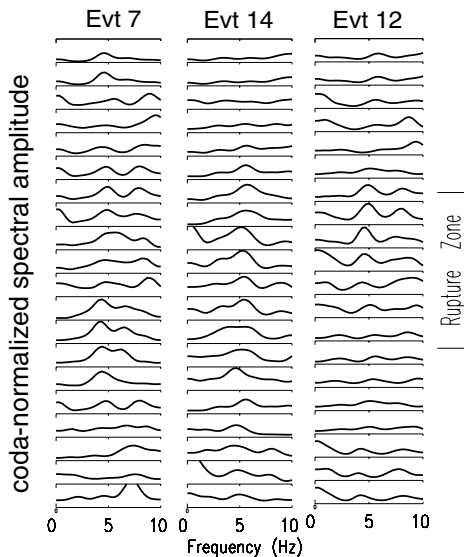 Evt 7 Evt 14 Evt 12
coda-normalized spectral amplitude
Rupture Zone
0 5 10 0 5 10 0 5 10
Frequency (Hz) Hz